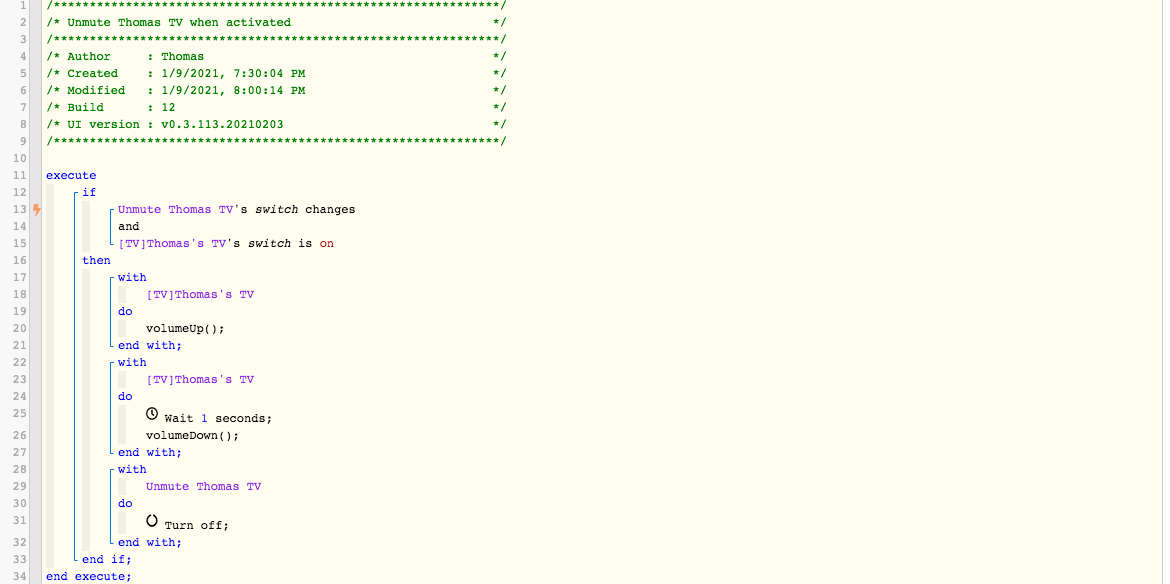 1 /**************************************************************/
2 /* Unmute Thomas TV when activated */
3 /**************************************************************/
4 /* Author : Thomas */
5 /* Created : 1/9/2021, 7:30:04 PM */
6 /* Modified : 1/9/2021, 8:00:14 PM */
7 /* Build : 12 */
8 /* UI version : v0.3.113.20210203 */
9 /**************************************************************/
10
11 execute
12 if
13 Unmute Thomas TV's switch changes
14 and
15 [TV]Thomas's TV's switch is on
16 then
17 with
18 [TV]Thomas's TV
19 do
20 volumeUp();
21 end with;
22 with
23 [TV]Thomas's TV
24 do
25 Wait 1 seconds;
26 volumeDown();
27 end with;
28 with
29 Unmute Thomas TV
30 do
31 Turn off;
32 end with;
33 end if;
34 end execute;